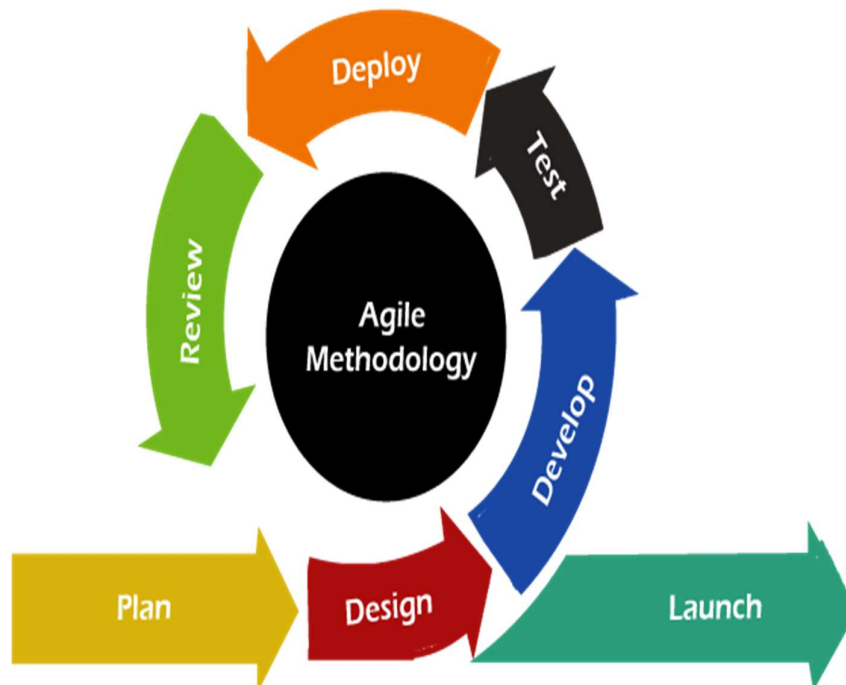 Deploy
Test
Review
Agile
Methodology
Develop
Plan
Design
Launch